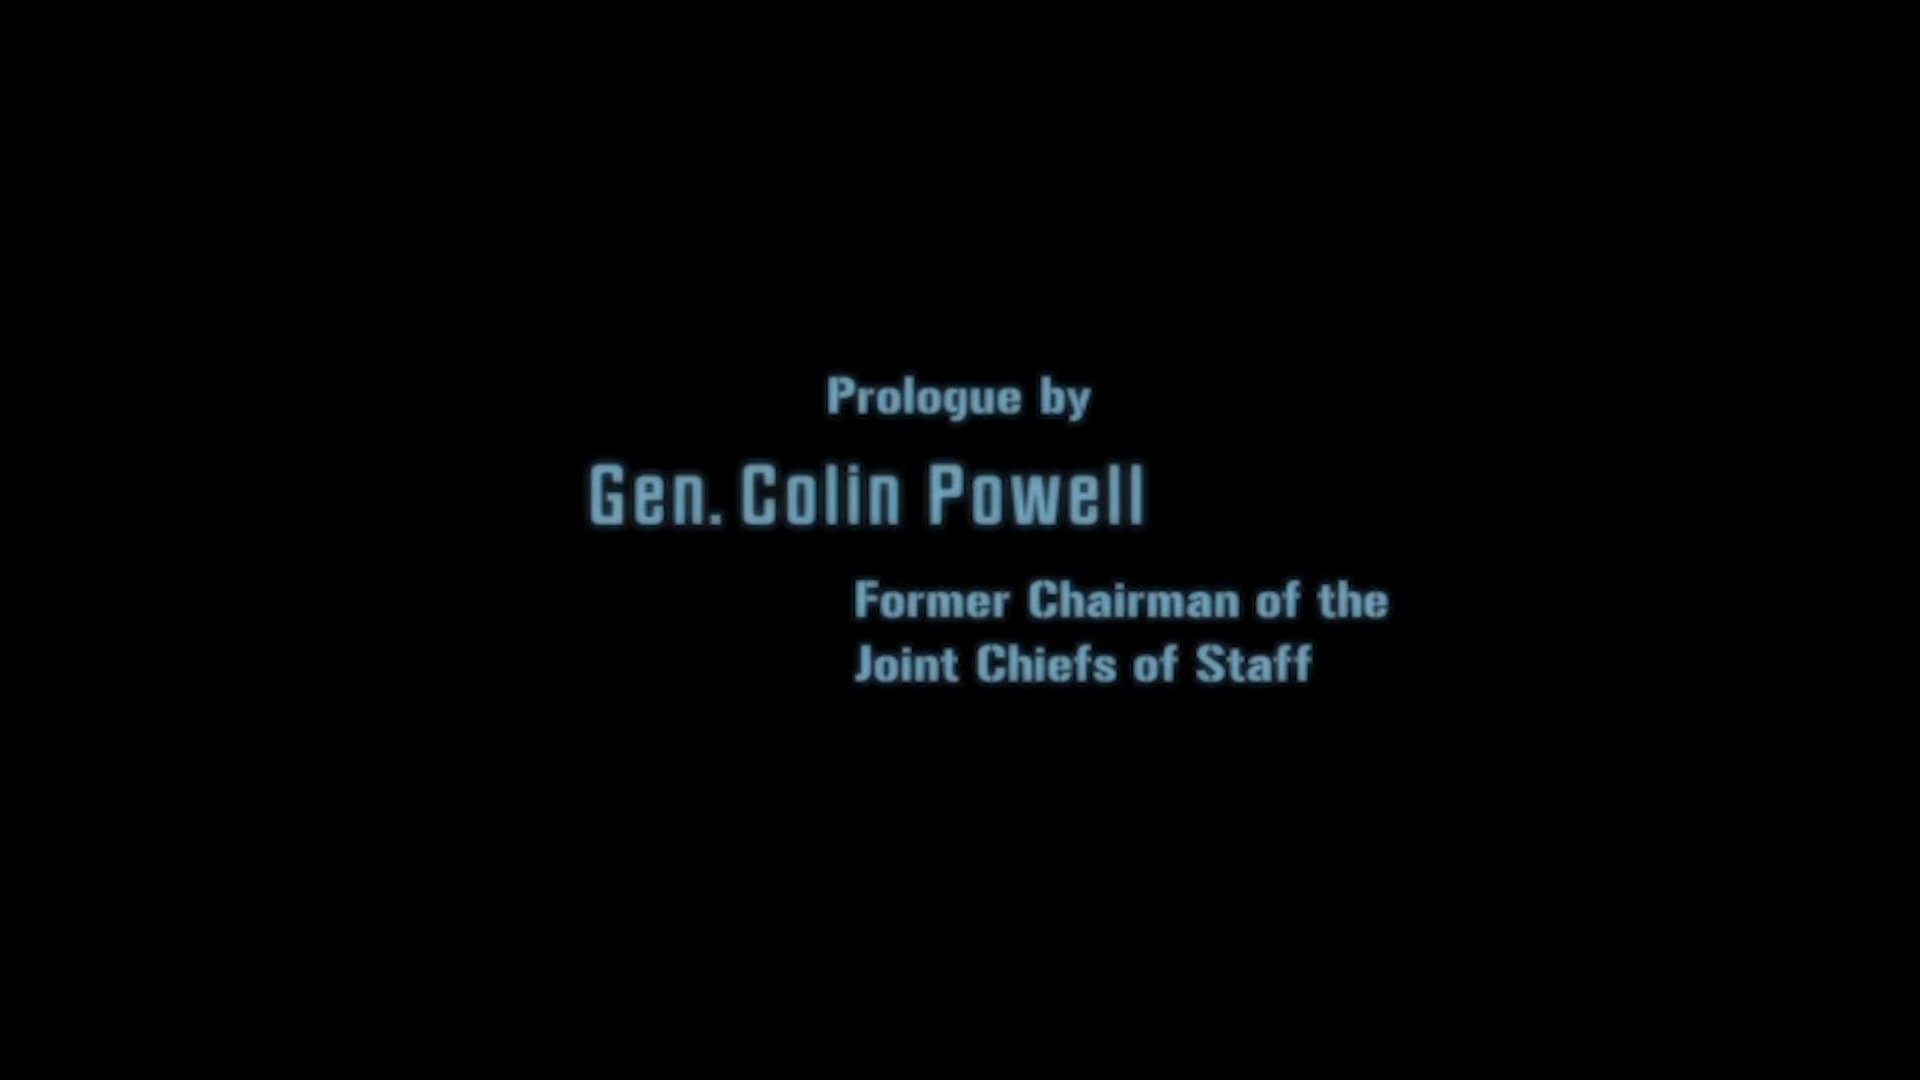 Prologue by
Gen. Colin Powell
Former Chairman of the
Joint Chiefs of Staff